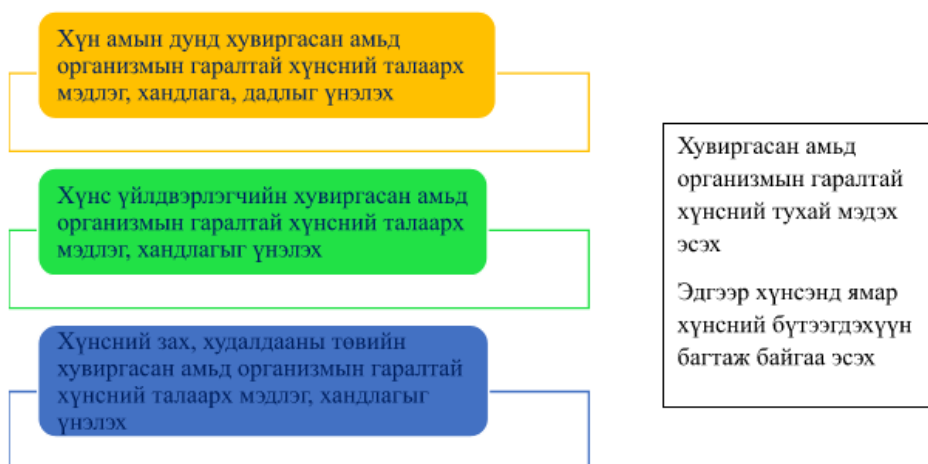 Хүн амын дунд хувиргасан амьд
организмын гаралтай хүнсний талаарх
мэдлэг, хандлага, дадлыг үнэлэх
Хүнс үйлдвэрлэгчийн хувиргасан амьд
организмын гаралтай хүнсний талаарх
мэдлэг, хандлагыг үнэлэх
Хүнсний зах, худалдааны төвийн
хувиргасан амьд организмын гаралтай
хүнсний талаарх мэдлэг, хандлагыг
үнэлэх
Хувиргасан амьд
организмын гаралтай
хүнсний тухай мэдэх
эсэх
Эдгээр хүнсэнд ямар
хүнсний бүтээгдэхүүн
багтаж байгаа эсэх